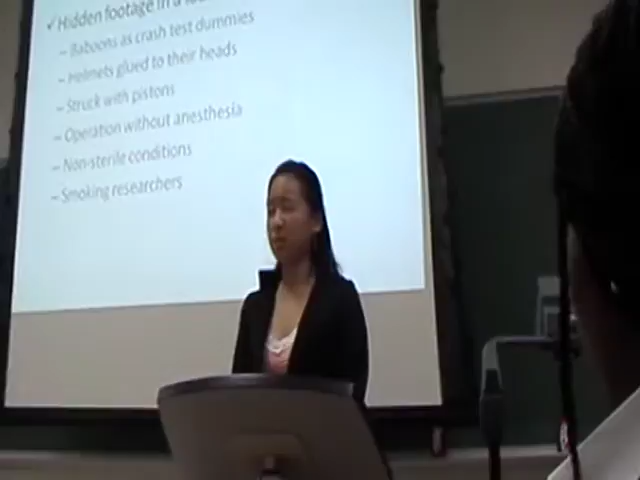 ✓Hidden footage in a
– Baboons as crash test dummies
– Helmets glued to their heads
– Struck with pistons
– Operation without anesthesia
– Non-sterile conditions
– Smoking researchers